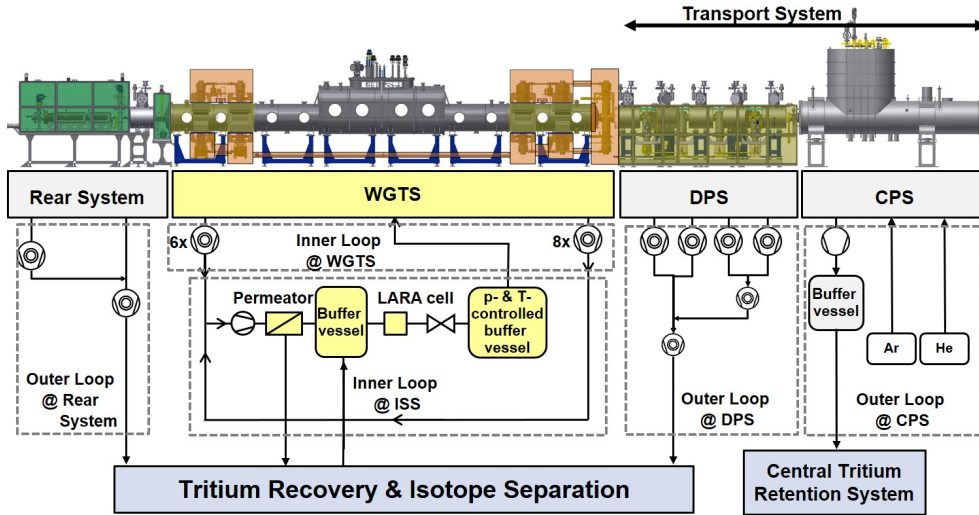 Transport System
Rear System
WGTS
DPS
CPS
6x
Inner Loop
@ WGTS
8x
Permeator
Buffer
vessel
LARA cell
p- & T-
controlled
buffer
vessel
Buffer
vessel
Ar
He
Outer Loop
@ Rear
System
Inner Loop
@ ISS
Outer Loop
@ DPS
Outer Loop
@ CPS
Tritium Recovery & Isotope Separation
Central Tritium
Retention System